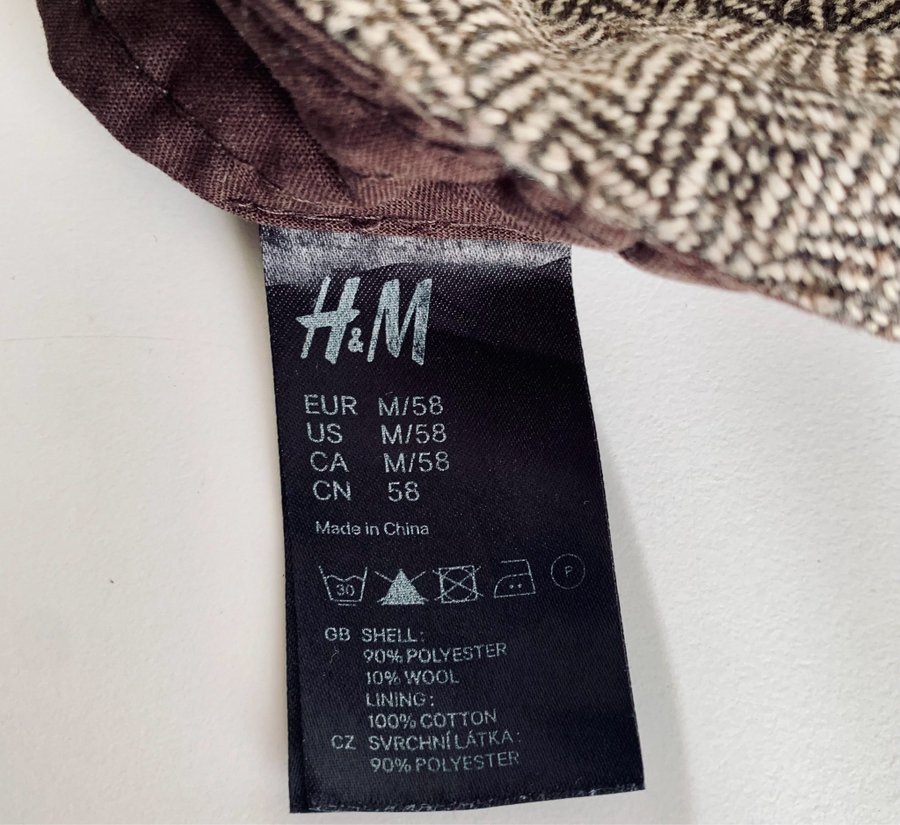 H&M
EUR M/58
US M/58
CA M/58
CN 58
Made in China
30 P
GB SHELL:
90% POLYESTER
10% WOOL
LINING:
100% COTTON
CZ SVRCHNÍ LÁTKA:
90% POLYESTER